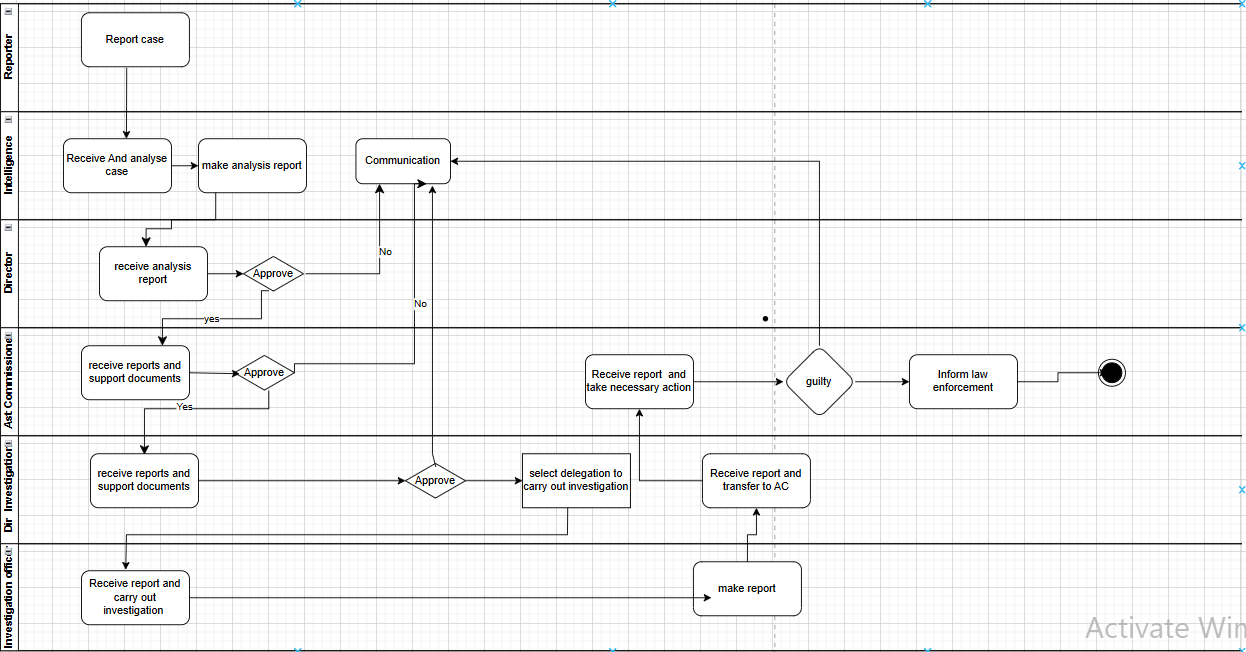 Reporter
Report case
Intelligence
Receive And analyse
case
make analysis report
Communication
Director
receive analysis
report
Approve
No
yes
No
Ast Commissione
receive reports and
support documents
Approve
Yes
Receive report and
take necessary action
guilty
Inform law
enforcement
Dir Investigation
receive reports and
support documents
Approve
select delegation to
carry out investigation
Receive report and
transfer to AC
Investigation office
Receive report and
carry out
investigation
make report
Activate Win